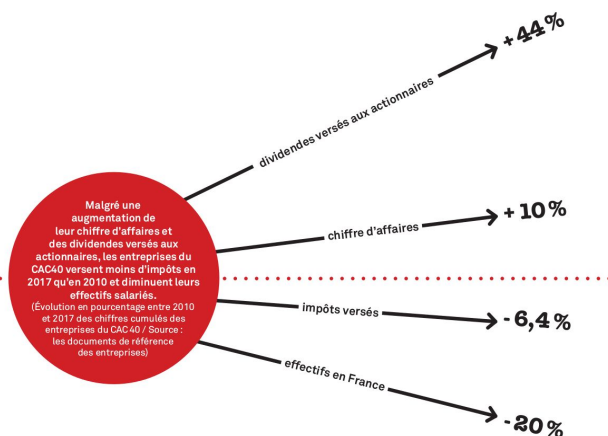 +44%
dividendes versés aux actionnaires
Malgré une
augmentation de
leur chiffre d'affaires et
des dividendes versés aux
actionnaires, les entreprises du
CAC40 versent moins d'impôts en
2017 qu'en 2010 et diminuent leurs
effectifs salariés.
(Évolution en pourcentage entre 2010
et 2017 des chiffres cumulés des
entreprises du CAC 40 / Source :
les documents de référence
des entreprises)
chiffre d'affaires
+ 10 %
impôts versés
- 6,4 %
effectifs en France
-20 %